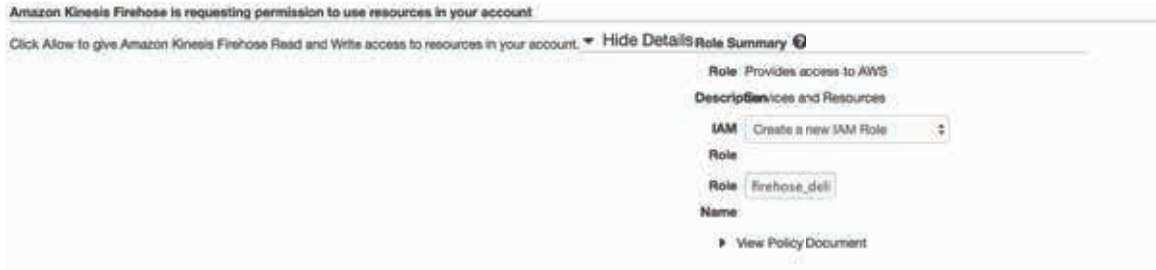 Amazon Kinesis Firehose is requesting permission to use resources in your account
Click Allow to give Amazon Kinesis Firehose Read and Write access to resources in your account. ▼ Hide Details Role Summary ?
Role Provides access to AWS
Description Services and Resources
IAM Create a new IAM Role
Role
Role firehose_deli
Name
▶ View Policy Document